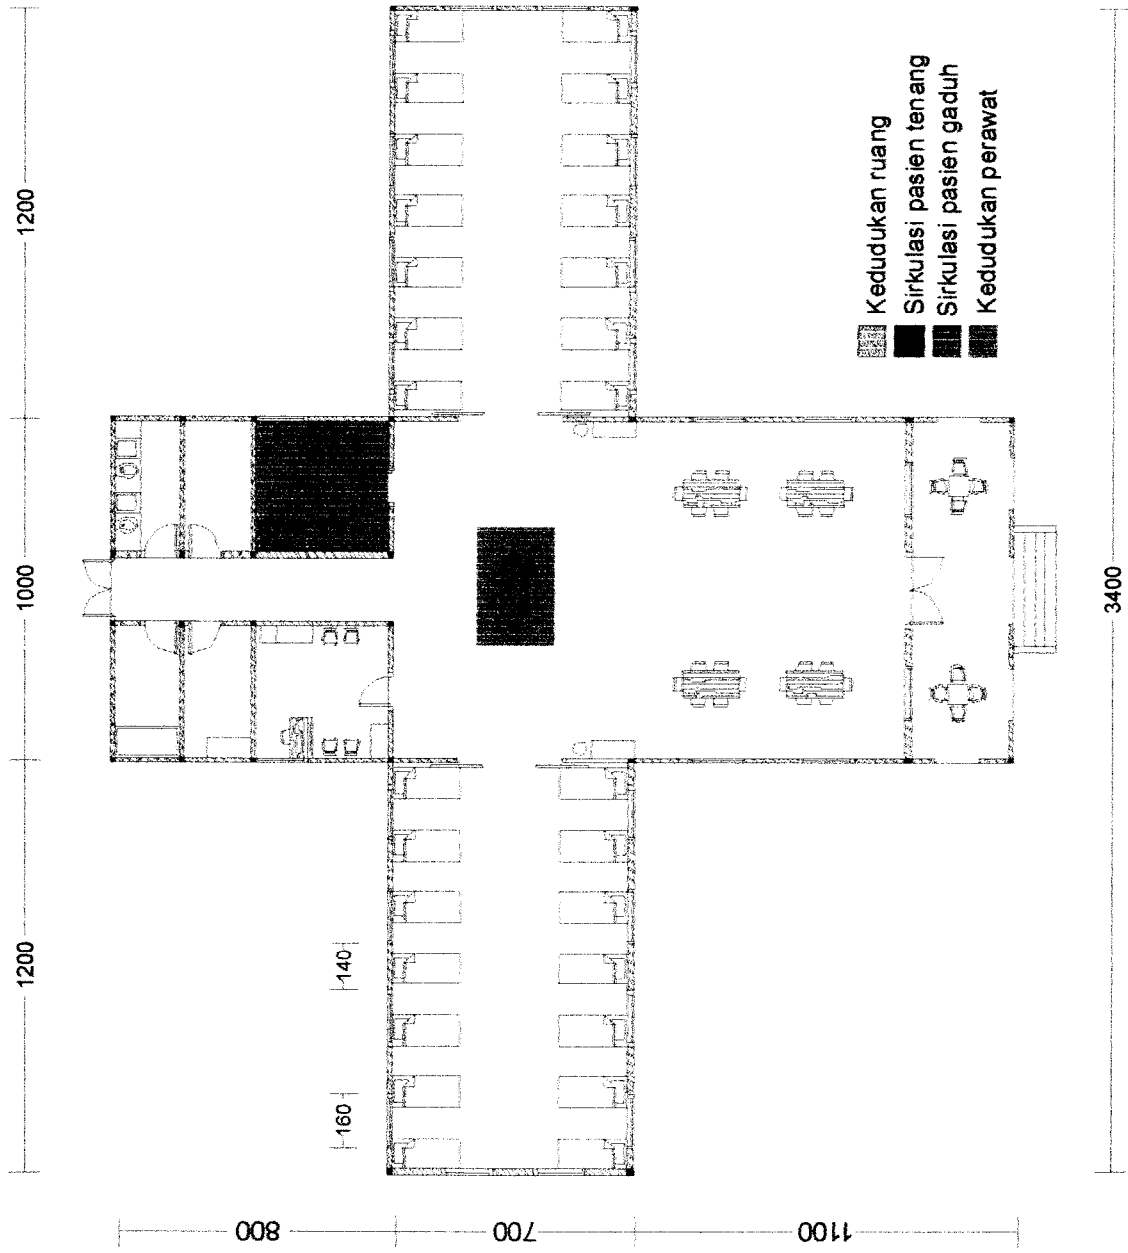 1200
1000
1200
140
160
3400
800
700
1100
Kedudukan ruang
Sirkulasi pasien tenang
Sirkulasi pasien gaduh
Kedudukan perawat